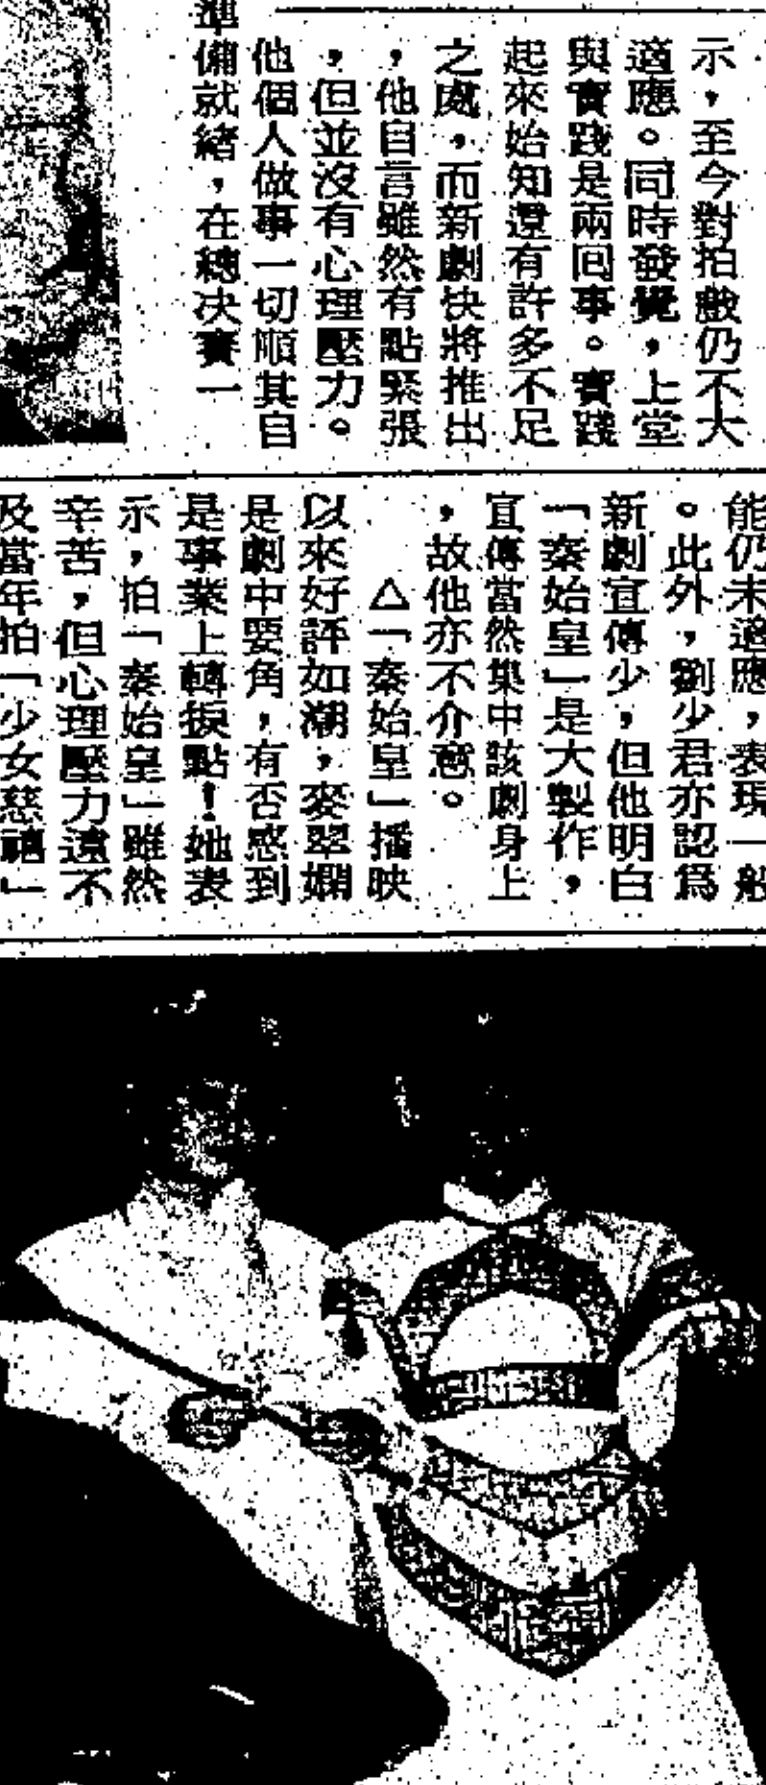 示，至今對拍戲仍不大
適應。同時發覺，上堂
與實踐是兩回事。實踐
起來始知還有許多不足
之處，而新劇快將推出
，他自言雖然有點緊張
，但並沒有心理壓力。
他個人做事一切順其自
準備就緒，在總決賽一
能仍未適應，表現一般
。此外，劉少君亦認爲
新劇宣傳少，但他明白
「秦始皇」是大製作，
宣傳當然集中該劇身上
，故他亦不介意。
△「秦始皇」播映
以來好評如潮，麥翠嫻
是劇中要角，有否感到
是事業上轉捩點！她表
示，拍「秦始皇」雖然
辛苦，但心理壓力遠不
及當年拍「少女慈禧」